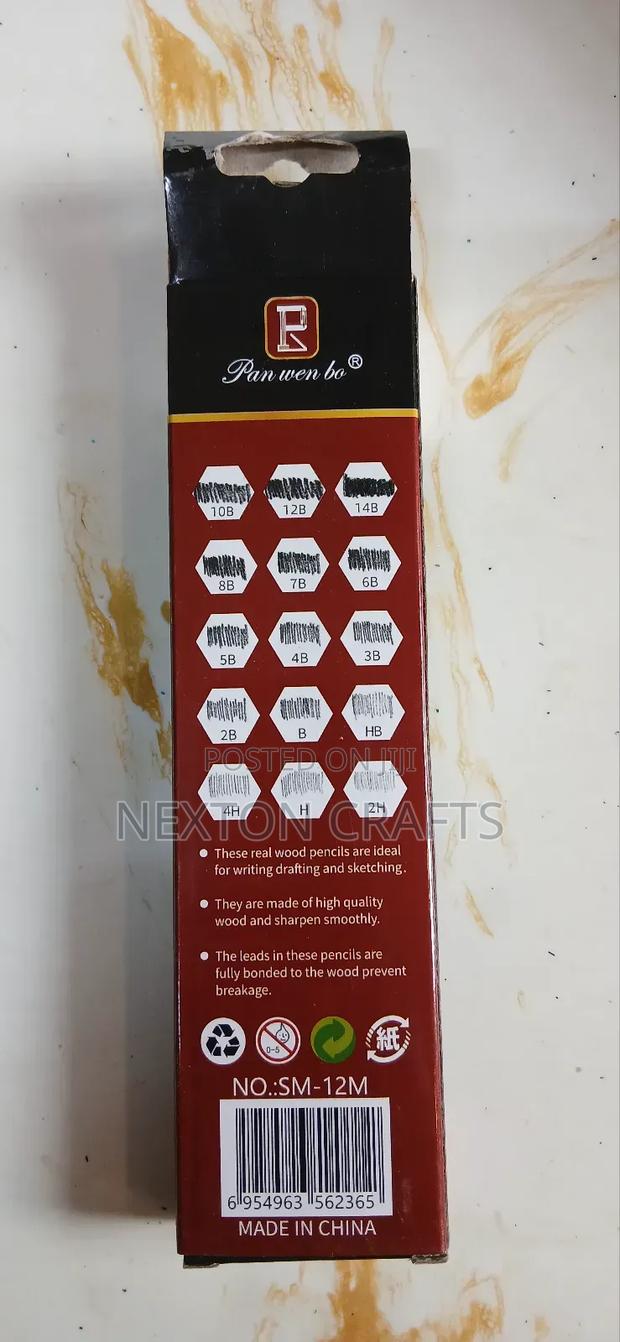 Pan wen bo®
10B 12B 14B
8B 7B 6B
5B 4B 3B
2B B HB
POSTED ON JIJI
4H H 2H
NEXTON CRAFTS
These real wood pencils are ideal
for writing drafting and sketching.
They are made of high quality
wood and sharpen smoothly.
The leads in these pencils are
fully bonded to the wood prevent
breakage.
0-5
紙
NO.:SM-12M
6 954963 562365
MADE IN CHINA